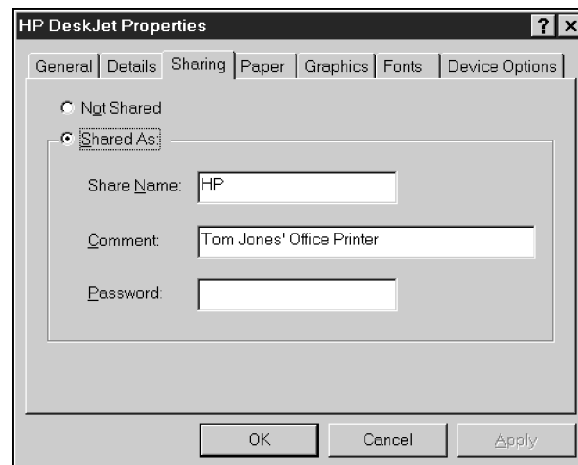 HP DeskJet Properties ? ×
General Details Sharing Paper Graphics Fonts Device Options
Not Shared
Shared As:
Share Name: HP
Comment: Tom Jones' Office Printer
Password:
OK Cancel Apply